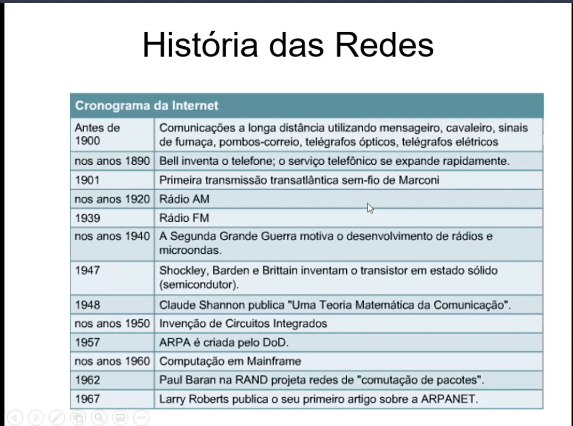 História das Redes
Cronograma da Internet
Antes de 1900 Comunicações a longa distância utilizando mensageiro, cavaleiro, sinais
de fumaça, pombos-correio, telégrafos ópticos, telégrafos elétricos
nos anos 1890 Bell inventa o telefone; o serviço telefônico se expande rapidamente.
1901 Primeira transmissão transatlântica sem-fio de Marconi
nos anos 1920 Rádio AM
1939 Rádio FM
nos anos 1940 A Segunda Grande Guerra motiva o desenvolvimento de rádios e
microondas.
1947 Shockley, Barden e Brittain inventam o transistor em estado sólido
(semicondutor).
1948 Claude Shannon publica "Uma Teoria Matemática da Comunicação".
nos anos 1950 Invenção de Circuitos Integrados
1957 ARPA é criada pelo DoD.
nos anos 1960 Computação em Mainframe
1962 Paul Baran na RAND projeta redes de "comutação de pacotes".
1967 Larry Roberts publica o seu primeiro artigo sobre a ARPANET.